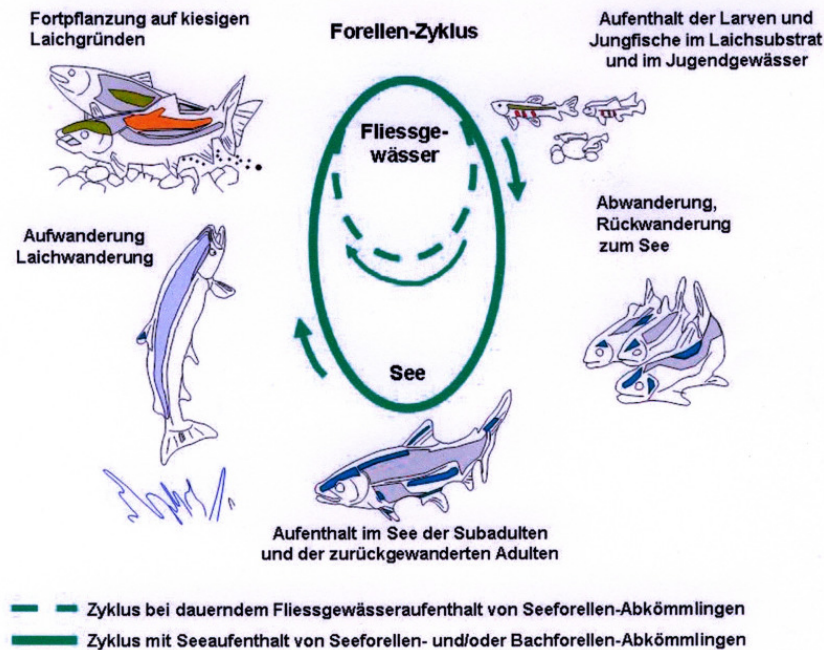 Fortpflanzung auf kiesigen
Laichgründen
Forellen-Zyklus
Aufenthalt der Larven und
Jungfische im Laichsubstrat
und im Jugendgewässer
Fliessge-
wässer
Aufwanderung
Laichwanderung
Abwanderung,
Rückwanderung
zum See
See
Aufenthalt im See der Subadulten
und der zurückgewanderten Adulten
Zyklus bei dauerndem Fliessgewässeraufenthalt von Seeforellen-Abkömmlingen
Zyklus mit Seeaufenthalt von Seeforellen- und/oder Bachforellen-Abkömmlingen